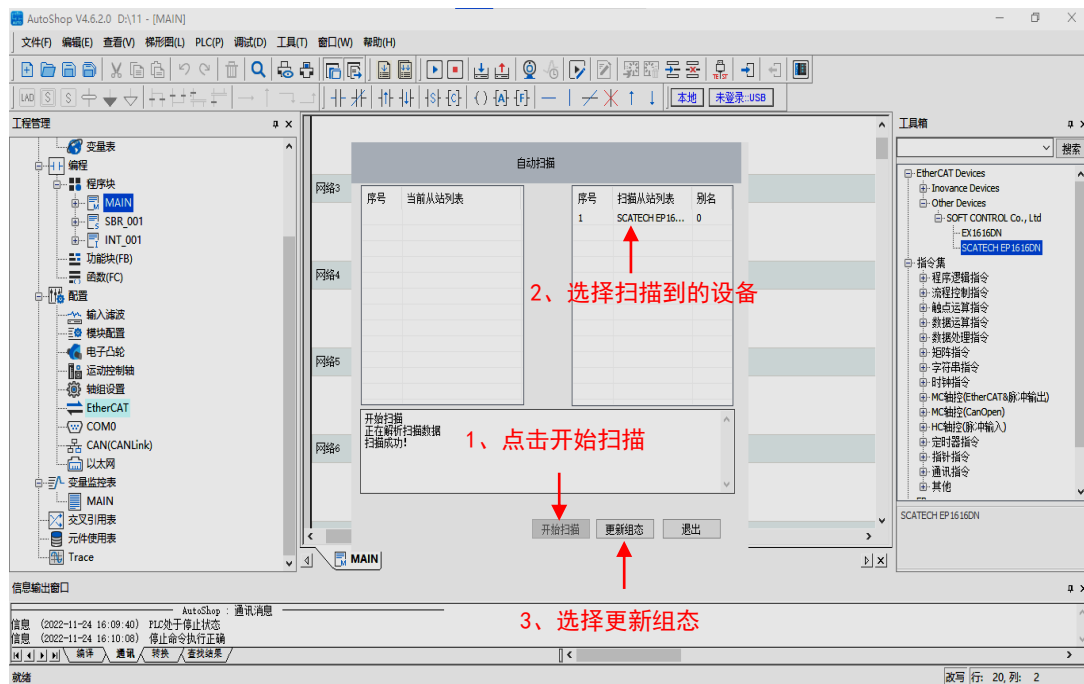 AutoShop V4.6.2.0 D:\11 - [MAIN]
文件(F) 编辑(E) 查看(V) 梯形图(L) PLC(P) 调试(D) 工具(T) 窗口(W) 帮助(H)
LAD
TEST
本地
未登录::USB
工程管理
变量表
编程
程序块
MAIN
SBR_001
INT_001
功能块(FB)
函数(FC)
配置
输入滤波
模块配置
电子凸轮
运动控制轴
轴组设置
EtherCAT
COM0
CAN(CANLink)
以太网
变量监控表
MAIN
交叉引用表
元件使用表
Trace
网络3
网络4
网络5
网络6
自动扫描
序号 当前从站列表
序号 扫描从站列表 别名
1 SCATECH EP16... 0
2、选择扫描到的设备
开始扫描
正在解析扫描数据
扫描成功!
1、点击开始扫描
开始扫描 更新组态 退出
3、选择更新组态
MAIN
工具箱
搜索
EtherCAT Devices
Inovance Devices
Other Devices
SOFT CONTROL Co., Ltd
EX1616DN
SCATECH EP1616DN
指令集
程序逻辑指令
流程控制指令
触点运算指令
数据运算指令
数据处理指令
矩阵指令
字符串指令
时钟指令
MC轴控(EtherCAT&脉冲输出)
MC轴控(CanOpen)
HC轴控(脉冲输入)
定时器指令
指针指令
通讯指令
其他
SCATECH EP1616DN
信息输出窗口
AutoShop : 通讯消息
信息 (2022-11-24 16:09:40) PLC处于停止状态
信息 (2022-11-24 16:10:08) 停止命令执行正确
编译 通讯 转换 查找结果
就绪
改写 行: 20, 列: 2